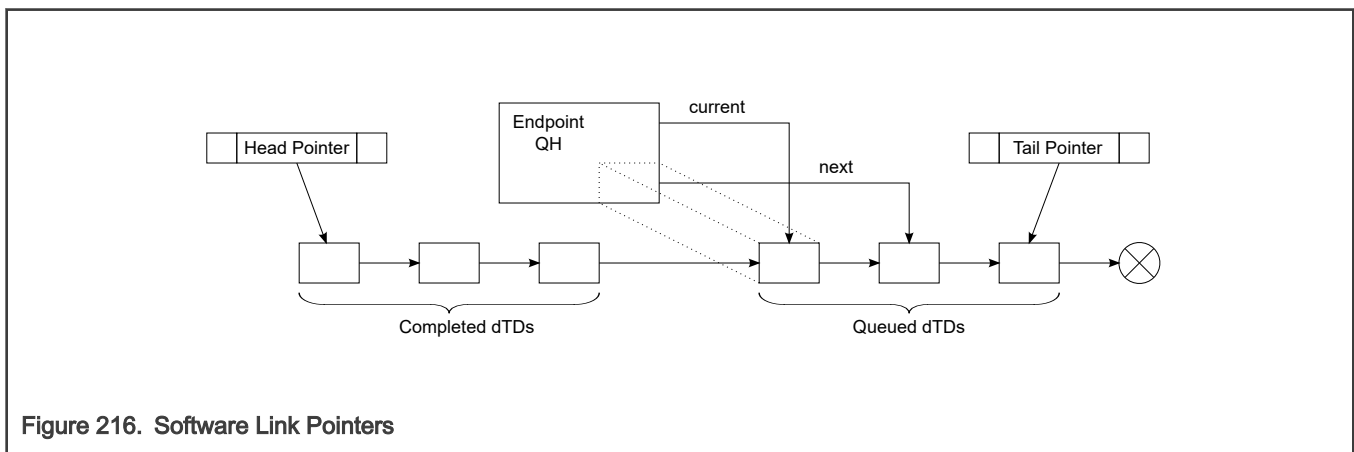 current
Endpoint
QH
Head Pointer
Tail Pointer
next
Completed dTDs
Queued dTDs
Figure 216. Software Link Pointers